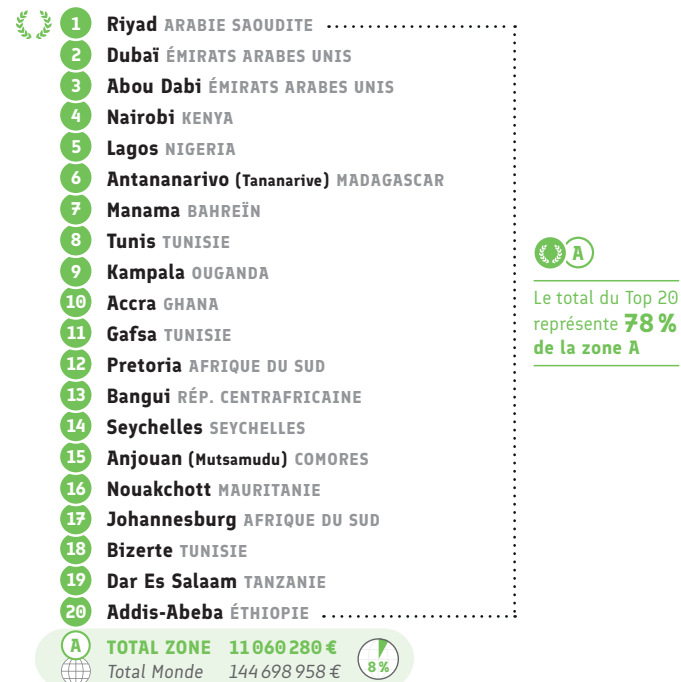 1 Riyad ARABIE SAOUDITE
2 Dubaï ÉMIRATS ARABES UNIS
3 Abou Dabi ÉMIRATS ARABES UNIS
4 Nairobi KENYA
5 Lagos NIGERIA
6 Antananarivo (Tananarive) MADAGASCAR
7 Manama BAHREÏN
8 Tunis TUNISIE
9 Kampala OUGANDA
10 Accra GHANA
11 Gafsa TUNISIE
12 Pretoria AFRIQUE DU SUD
13 Bangui RÉP. CENTRAFRICAINE
14 Seychelles SEYCHELLES
15 Anjouan (Mutsamudu) COMORES
16 Nouakchott MAURITANIE
17 Johannesburg AFRIQUE DU SUD
18 Bizerte TUNISIE
19 Dar Es Salaam TANZANIE
20 Addis-Abeba ÉTHIOPIE
A
Le total du Top 20
représente 78 %
de la zone A
A TOTAL ZONE 11 060 280 €
Total Monde 144 698 958 €
8 %